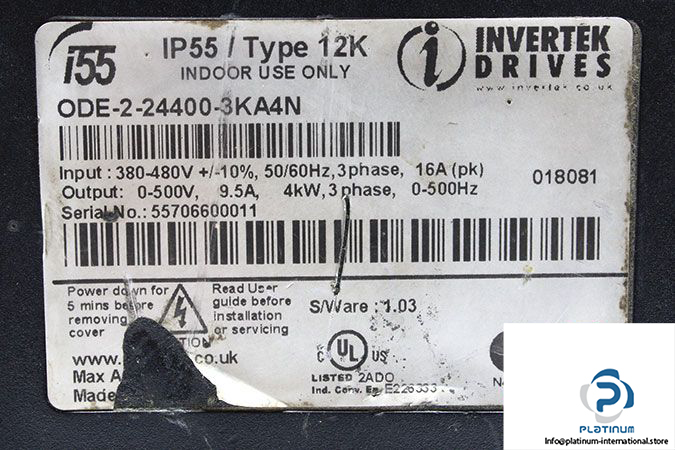 i55
IP55 / Type 12K
INDOOR USE ONLY
INVERTEK
DRIVES
www.invertek.co.uk
ODE-2-24400-3KA4N
Input : 380-480V +/-10%, 50/60Hz, 3 phase, 16A (pk)
Output: 0-500V, 9.5A, 4kW, 3 phase, 0-500Hz
018081
Serial No.: 55706600011
Power down for
5 mins before
removing
cover
Read User
guide before
installation
or servicing
S/Ware : 1.03
www. .co.uk
Max
Made
C UL US
LISTED 2ADO
Ind. Conv. Eq.
PLATINUM
Info@platinum-international.store